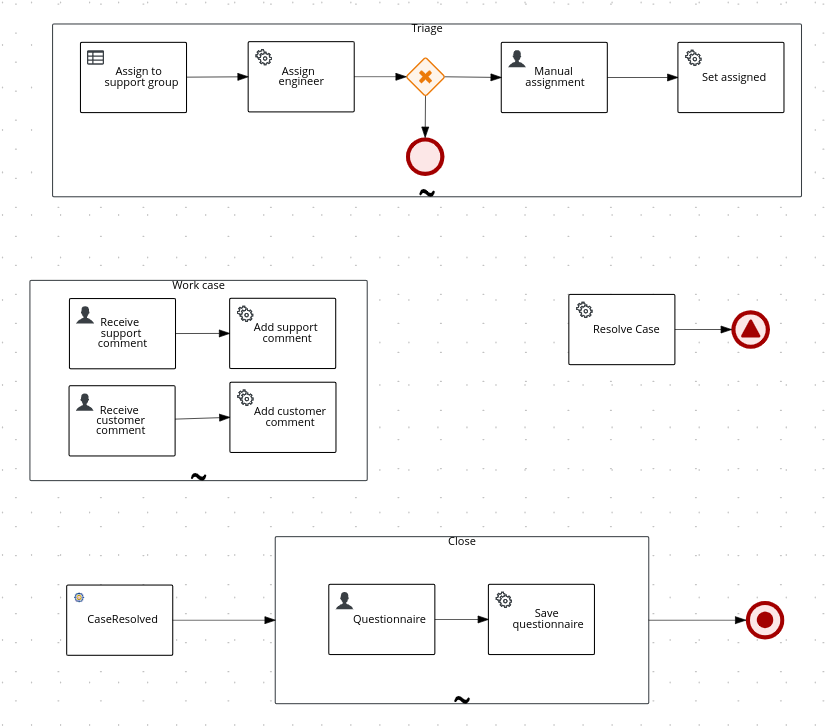 Triage
Assign to
support group
Assign
engineer
Manual
assignment
Set assigned
Work case
Receive
support
comment
Add support
comment
Resolve Case
Receive
customer
comment
Add customer
comment
Close
CaseResolved
Questionnaire
Save
questionnaire